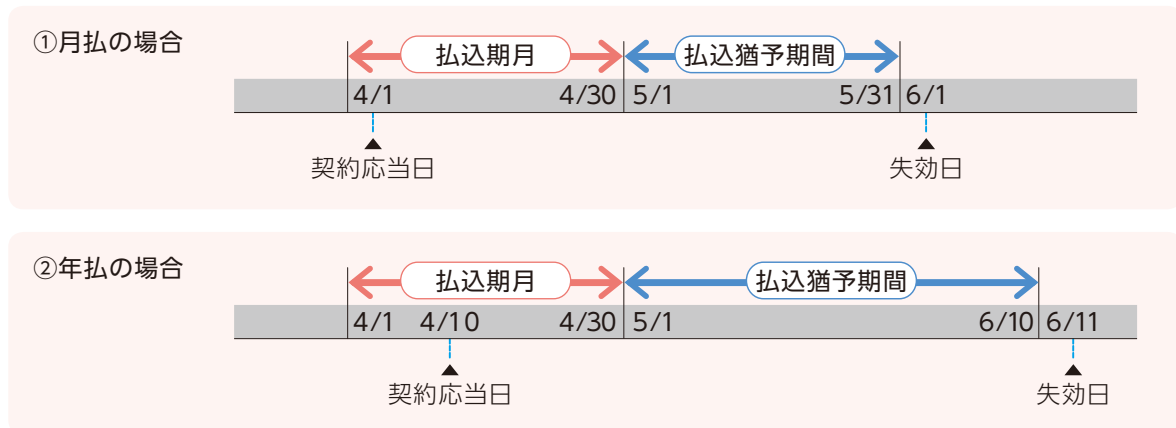 ①月払の場合
払込期月 払込猶予期間
4/1 4/30 5/1 5/31 6/1
契約応当日 失効日
②年払の場合
払込期月 払込猶予期間
4/1 4/10 4/30 5/1 6/10 6/11
契約応当日 失効日